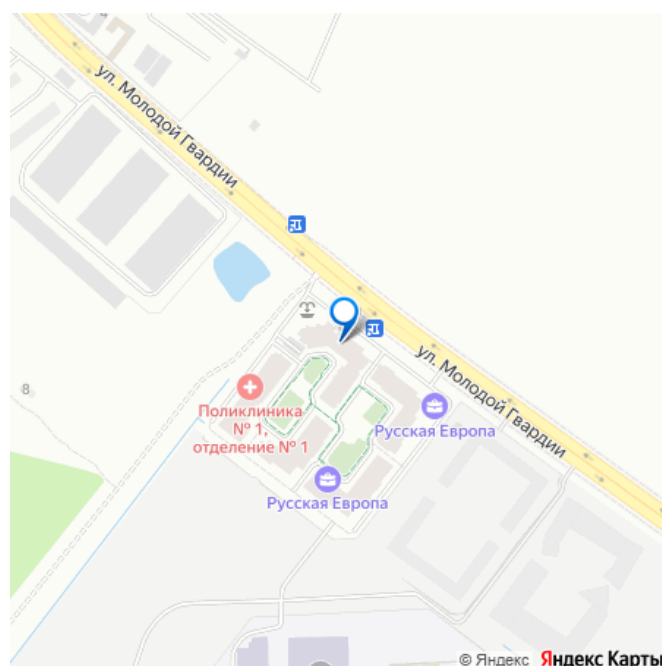 ул. Молодой Гвардии
ул. Молодой Гвардии
8
Поликлиника
№ 1,
отделение № 1
Русская Европа
Русская Европа
© Яндекс Яндекс Карты